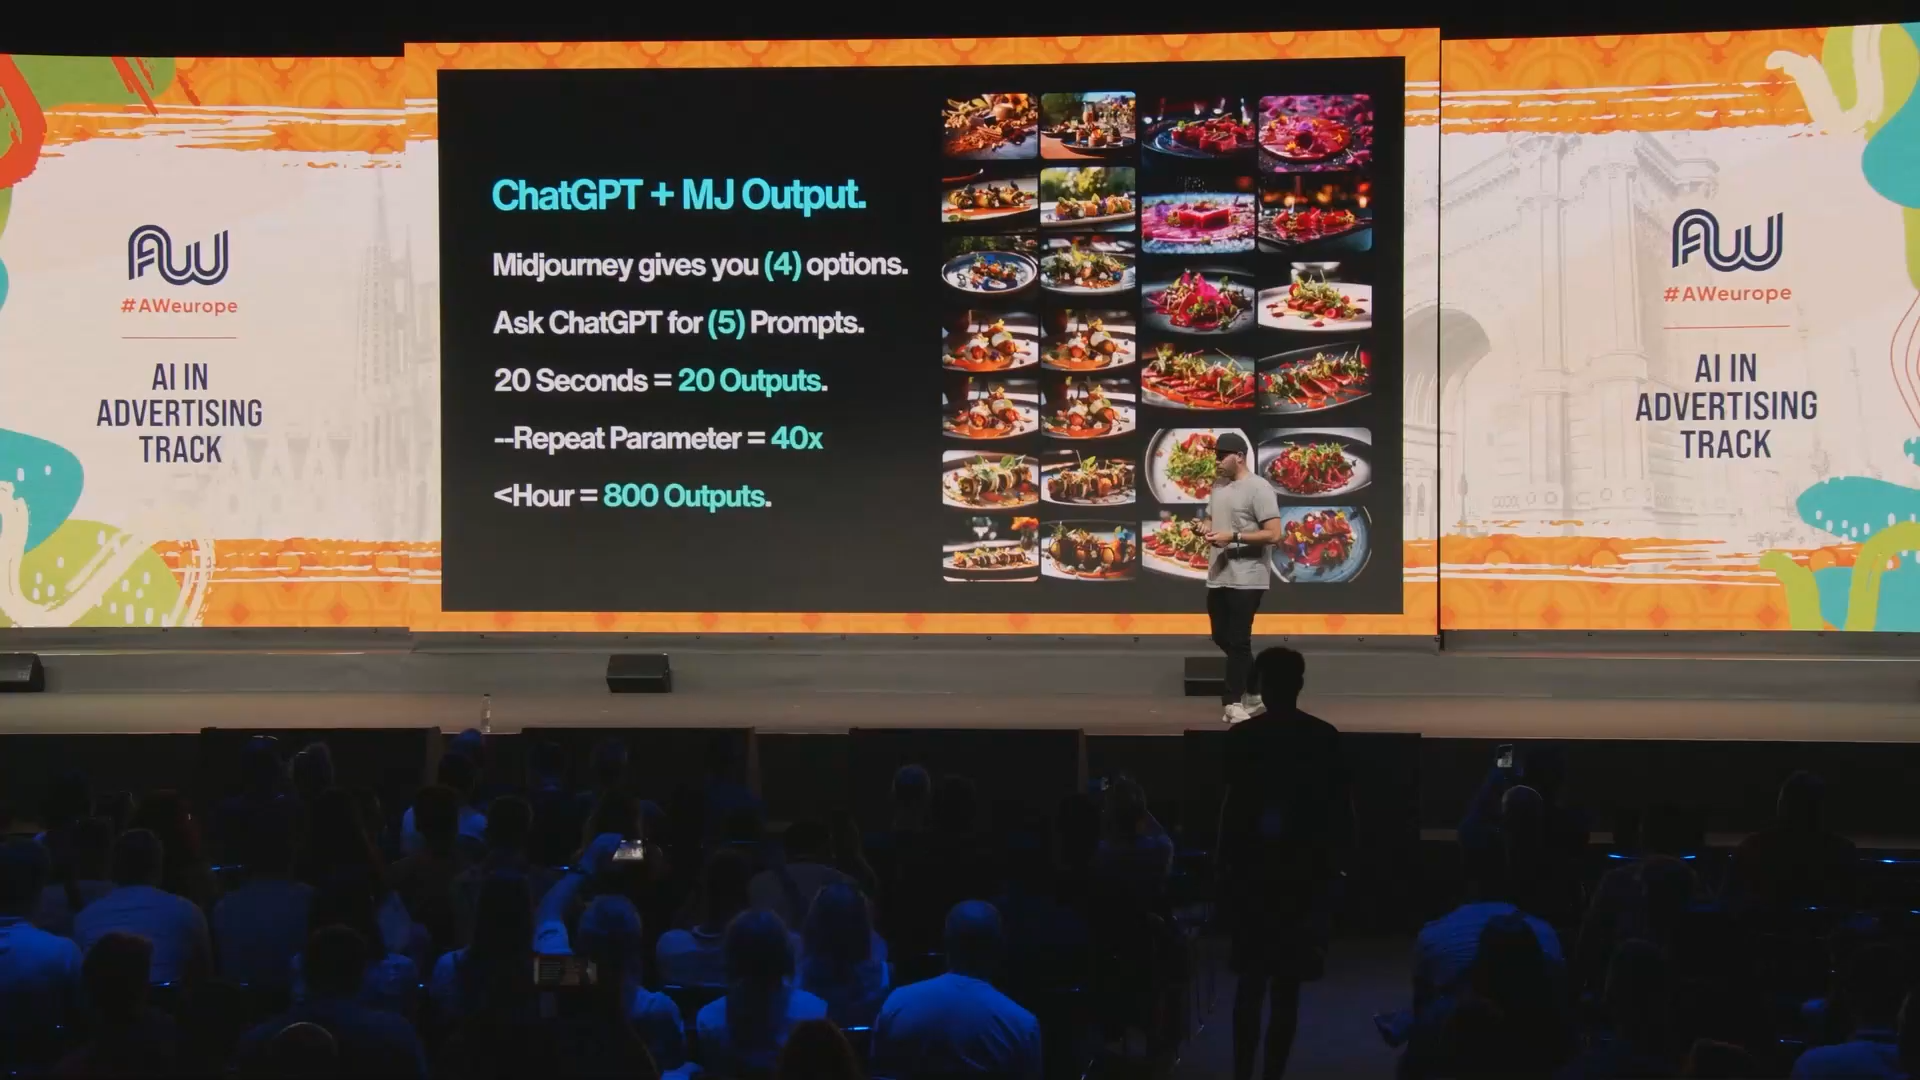 AW
#AWeurope
AI IN
ADVERTISING
TRACK
ChatGPT + MJ Output.
Midjourney gives you (4) options.
Ask ChatGPT for (5) Prompts.
20 Seconds = 20 Outputs.
--Repeat Parameter = 40x
<Hour = 800 Outputs.
AW
#AWeurope
AI IN
ADVERTISING
TRACK